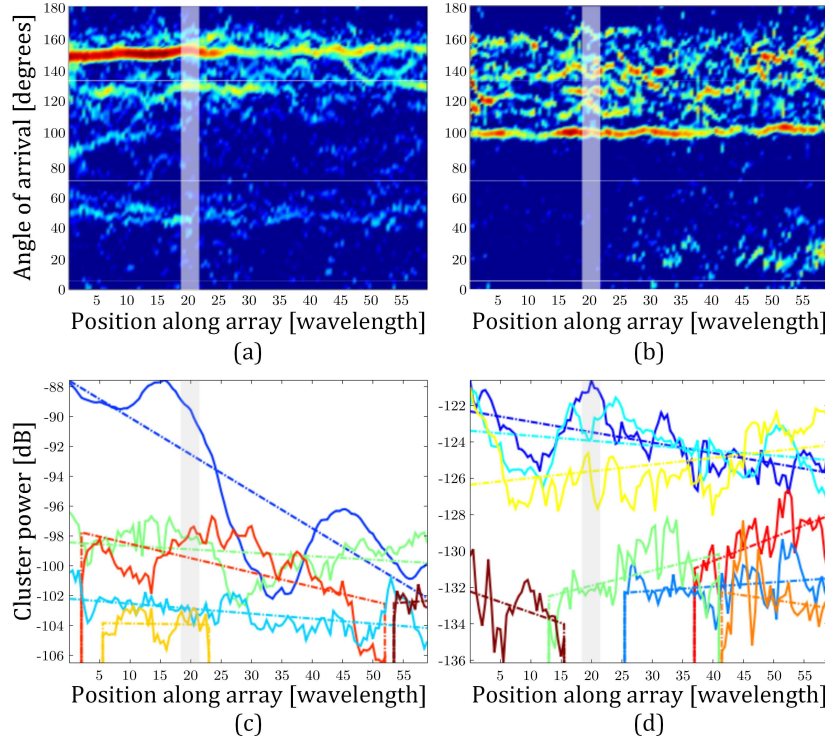 180
160
140
120
100
80
60
40
20
0
Angle of arrival [degrees]
5 10 15 20 25 30 35 40 45 50 55
Position along array [wavelength]
(a)
180
160
140
120
100
80
60
40
20
0
5 10 15 20 25 30 35 40 45 50 55
Position along array [wavelength]
(b)
-88
-90
-92
-94
-96
-98
-100
-102
-104
-106
Cluster power [dB]
5 10 15 20 25 30 35 40 45 50 55
Position along array [wavelength]
(c)
-122
-124
-126
-128
-130
-132
-134
-136
5 10 15 20 25 30 35 40 45 50 55
Position along array [wavelength]
(d)